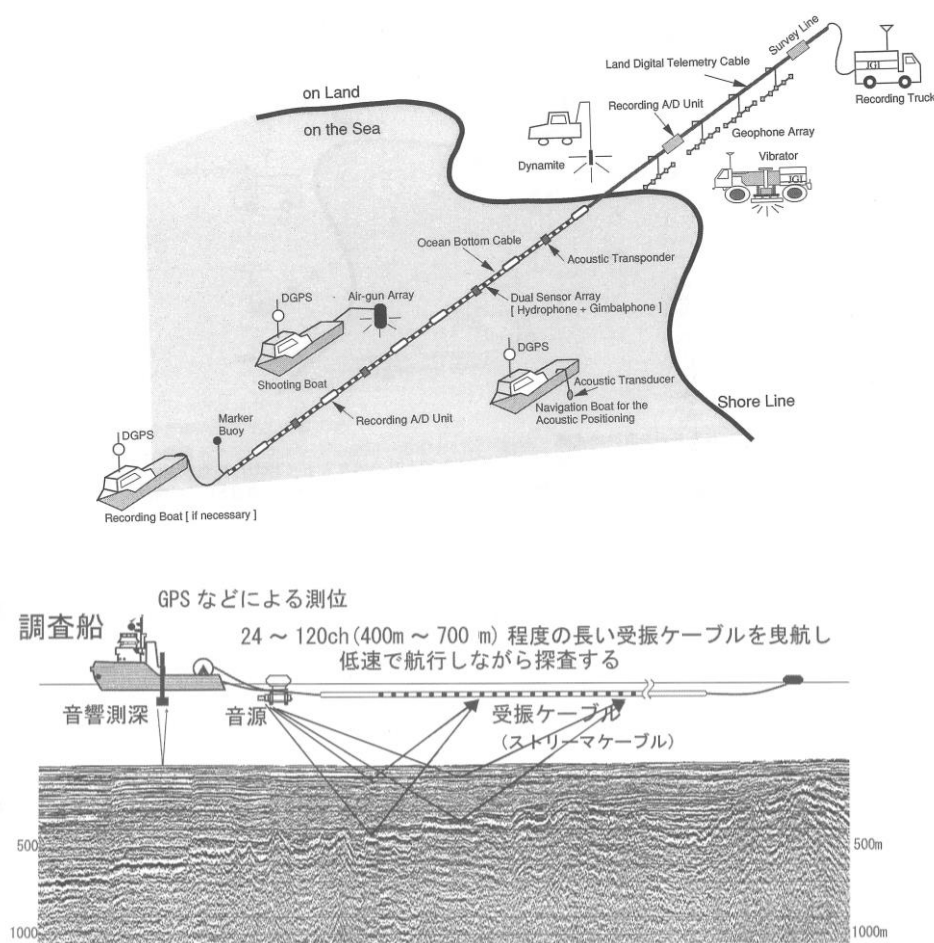 Survey Line
Land Digital Telemetry Cable
JGI
Recording Truck
on Land
on the Sea
Recording A/D Unit
Geophone Array
Dynamite
Vibrator
JGI
Ocean Bottom Cable
Acoustic Transponder
DGPS
Air-gun Array
Dual Sensor Array
[ Hydrophone + Gimbalphone ]
DGPS
Shooting Boat
Acoustic Transducer
Navigation Boat for the
Acoustic Positioning
Shore Line
Marker
Buoy
Recording A/D Unit
DGPS
Recording Boat [ if necessary ]
GPS などによる測位
調査船
24 ～ 120ch(400m ～ 700 m) 程度の長い受振ケーブルを曳航し
低速で航行しながら探査する
音響測深
音源
受振ケーブル
(ストリーマケーブル)
500
500m
1000
1000m